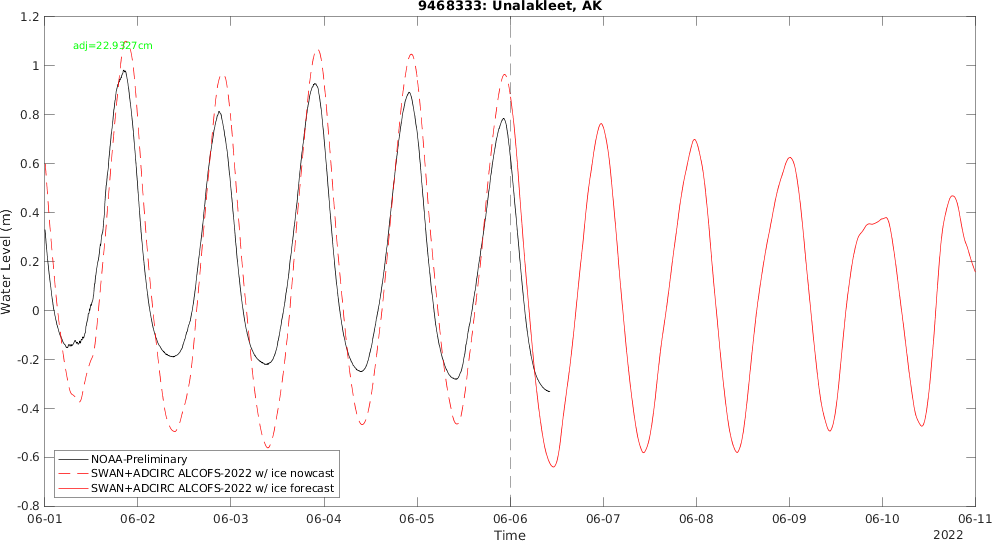 9468333: Unalakleet, AK
1.2
adj=22.9327cm
1
0.8
0.6
0.4
0.2
0
-0.2
-0.4
-0.6
-0.8
Water Level (m)
NOAA-Preliminary
SWAN+ADCIRC ALCOFS-2022 w/ ice nowcast
SWAN+ADCIRC ALCOFS-2022 w/ ice forecast
06-01 06-02 06-03 06-04 06-05 06-06 06-07 06-08 06-09 06-10 06-11
Time
2022